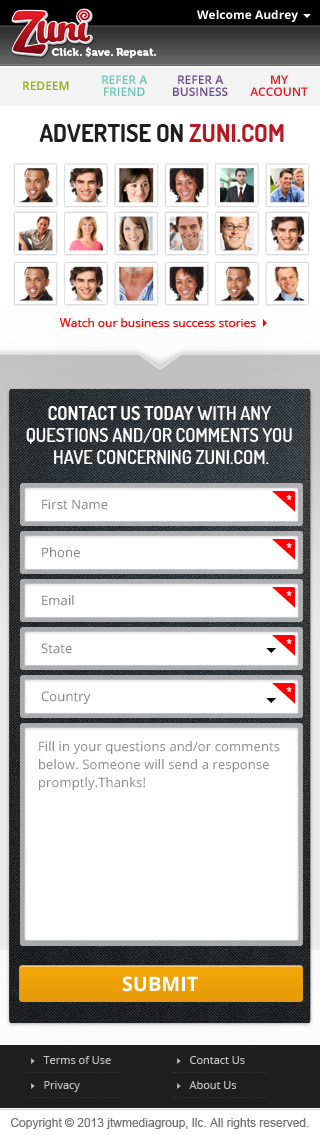 Welcome Audrey
Zuni
Click. $ave. Repeat.
REDEEM
REFER A
FRIEND
REFER A
BUSINESS
MY
ACCOUNT
ADVERTISE ON ZUNI.COM
Watch our business success stories
CONTACT US TODAY WITH ANY
QUESTIONS AND/OR COMMENTS YOU
HAVE CONCERNING ZUNI.COM.
First Name *
Phone *
Email *
State *
Country *
Fill in your questions and/or comments
below. Someone will send a response
promptly.Thanks!
SUBMIT
Terms of Use
Contact Us
Privacy
About Us
Copyright © 2013 jtwmediagroup, llc. All rights reserved.